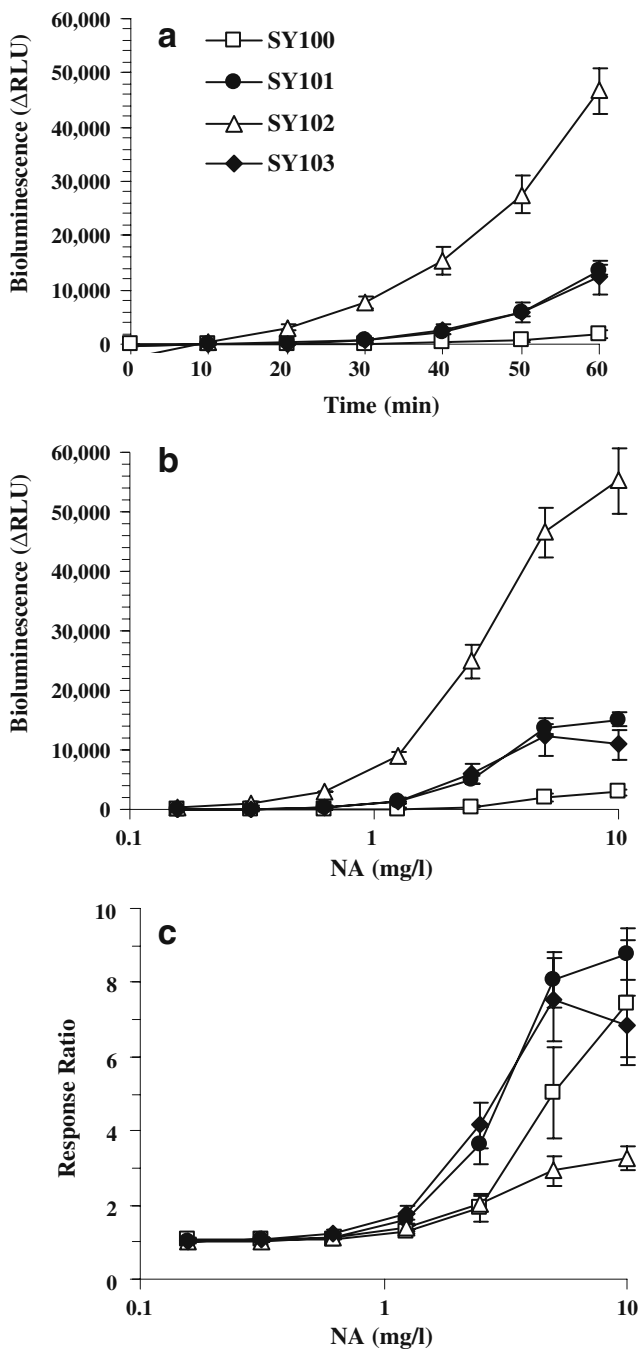 a
SY100
SY101
SY102
SY103
Bioluminescence (ΔRLU)
60,000
50,000
40,000
30,000
20,000
10,000
0
0 10 20 30 40 50 60
Time (min)
b
Bioluminescence (ΔRLU)
60,000
50,000
40,000
30,000
20,000
10,000
0
0.1 1 10
NA (mg/l)
c
Response Ratio
10
8
6
4
2
0
0.1 1 10
NA (mg/l)